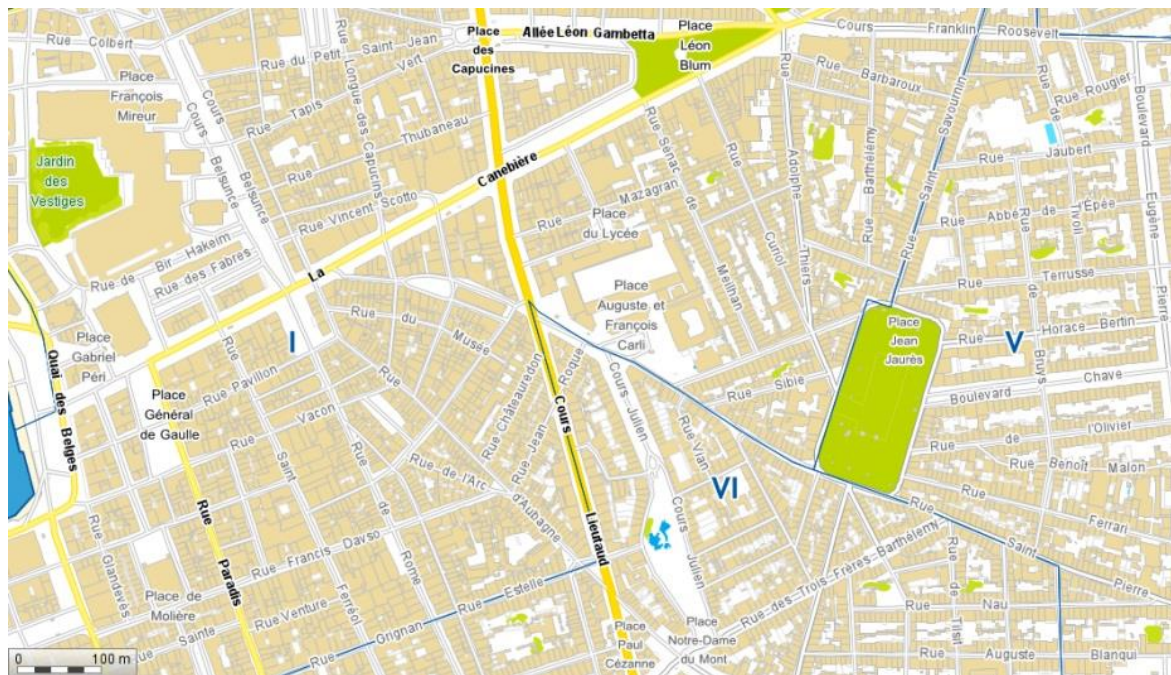 Rue Colbert
Place
François
Mireur
Jardin
des
Vestiges
Cours Belsunce
Cours Belsunce
Rue du Petit Saint Jean
Rue Longue-des-Capucins
Rue Tapis Vert
Rue Thubaneau
Rue Vincent Scotto
Rue de Bir-Hakeim
Rue des Fabres
Place
des
Capucines
Allée Léon Gambetta
Place
Léon
Blum
La Canebière
Cours Franklin Roosevelt
Rue Barbaroux
Rue Barthélémy
Rue Saint Savournin
Rue de
Tivoli
Rue Rougier
Boulevard Eugène Pierre
Rue Jaubert
Rue Abbé de l'Épée
Rue Terrusse
Rue Horace Bertin
Rue de Bruys
Boulevard Chave
Rue de l'Olivier
Rue Benoît Malon
Rue Ferrari
Rue Saint Pierre
Rue Adolphe Thiers
Rue Curiol
Rue Sénac de Meilhan
Rue Mazagran
Place
du Lycée
Place
Auguste et
François
Carli
Place
Jean
Jaurès
I
V
VI
Rue Sibié
Rue Vian
Cours Julien
Cours Julien
Cours Lieutaud
Rue Châteauredon
Rue Jean Roque
Rue du Musée
Rue de l'Arc
d'Aubagne
Rue
Place
Gabriel
Péri
Quai des Belges
Place
Général
de Gaulle
Rue Pavillon
Rue Vacon
Rue Saint Ferréol
Rue de Rome
Rue Paradis
Rue Francis Davso
Rue Glandevès
Place de
Molière
Rue Venture
Rue Sainte
Rue Grignan
Rue Estelle
Place
Paul
Cézanne
Place
Notre-Dame
du Mont
Rue des Trois-Frères-Barthélemy
Rue de Tilsit
Rue Nau
Rue Auguste Blanqui
0 100 m